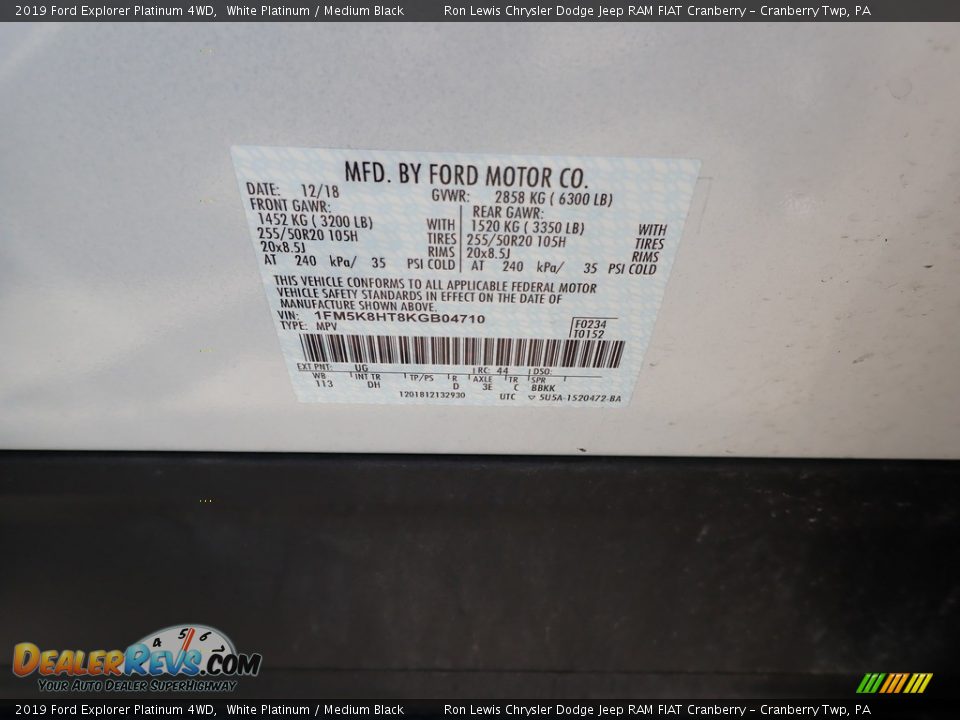 2019 Ford Explorer Platinum 4WD, White Platinum / Medium Black Ron Lewis Chrysler Dodge Jeep RAM FIAT Cranberry - Cranberry Twp, PA
MFD. BY FORD MOTOR CO.
DATE: 12/18 GVWR: 2858 KG ( 6300 LB)
FRONT GAWR: REAR GAWR:
1452 KG ( 3200 LB) WITH 1520 KG ( 3350 LB) WITH
255/50R20 105H TIRES 255/50R20 105H TIRES
20x8.5J RIMS 20x8.5J RIMS
AT 240 kPa/ 35 PSI COLD AT 240 kPa/ 35 PSI COLD
THIS VEHICLE CONFORMS TO ALL APPLICABLE FEDERAL MOTOR
VEHICLE SAFETY STANDARDS IN EFFECT ON THE DATE OF
MANUFACTURE SHOWN ABOVE.
VIN: 1FM5K8HT8KGB04710 F0234
TYPE: MPV T0152
EXT PNT: UG RC: 44 DSO:
WB INT TR TP/PS R AXLE TR SPR
113 DH D 3E C BBKK
1201812132930 UTC ▽ 5U5A-1520472-BA
4 5 6 7
DEALERREVS.COM
YOUR AUTO DEALER SUPERHIGHWAY
2019 Ford Explorer Platinum 4WD, White Platinum / Medium Black Ron Lewis Chrysler Dodge Jeep RAM FIAT Cranberry - Cranberry Twp, PA